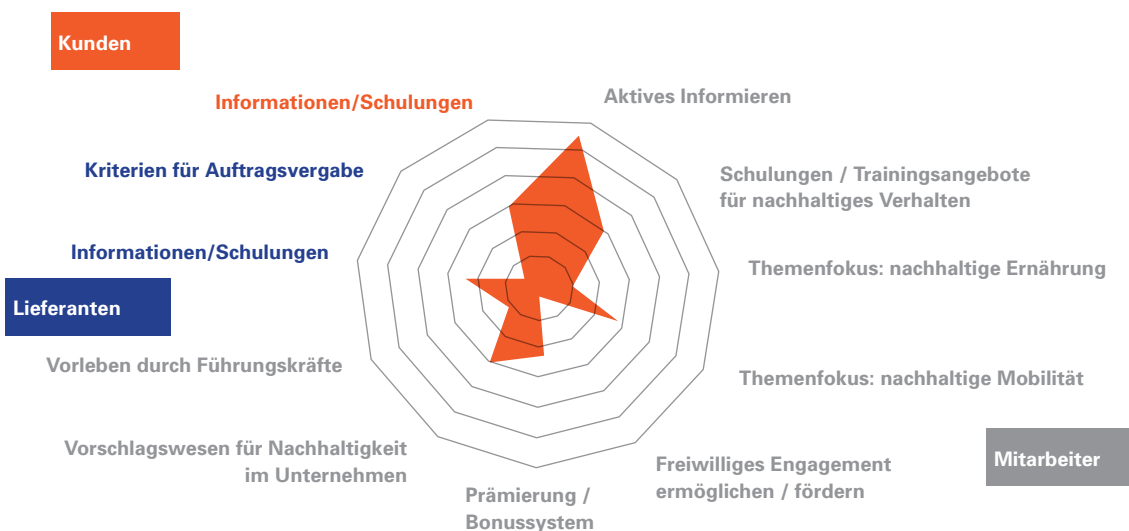 Kunden
Informationen/Schulungen
Aktives Informieren
Kriterien für Auftragsvergabe
Schulungen / Trainingsangebote
für nachhaltiges Verhalten
Informationen/Schulungen
Themenfokus: nachhaltige Ernährung
Lieferanten
Vorleben durch Führungskräfte
Themenfokus: nachhaltige Mobilität
Vorschlagswesen für Nachhaltigkeit
im Unternehmen
Mitarbeiter
Freiwilliges Engagement
ermöglichen / fördern
Prämierung /
Bonussystem